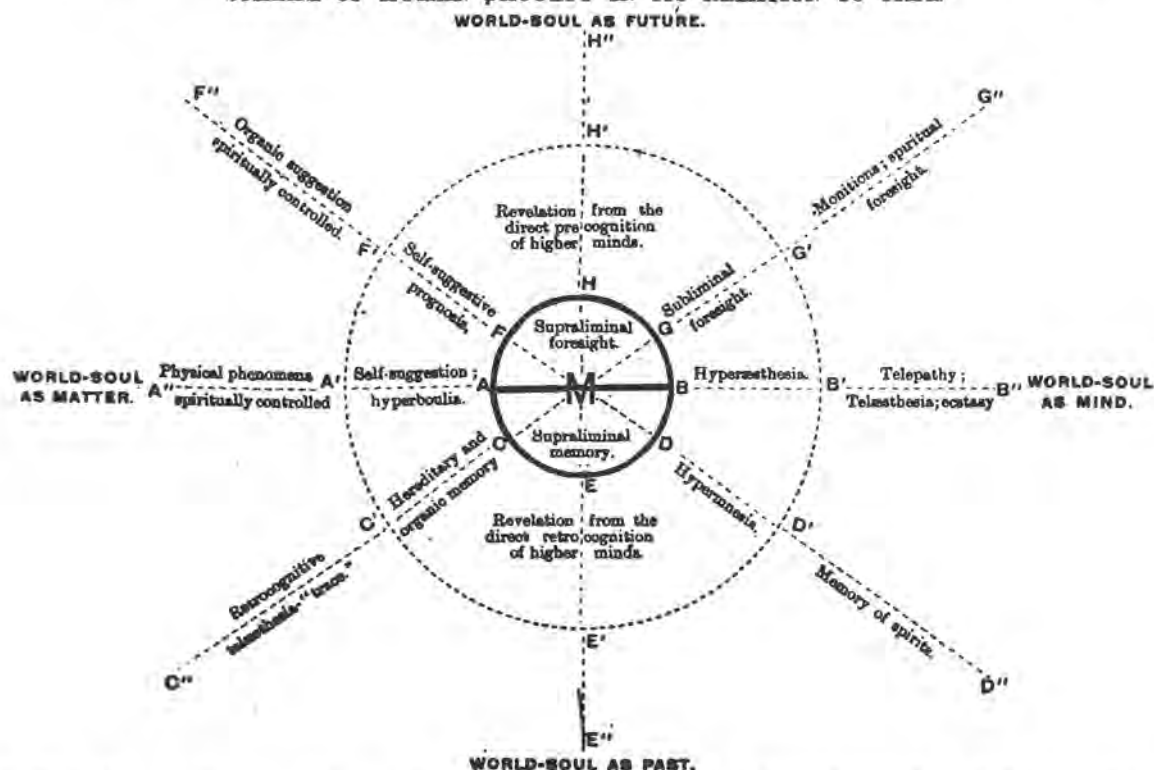 WORLD-SOUL AS FUTURE.
H″
F″
G″
Organic suggestion
spiritually controlled.
Monitions; spiritual
foresight.
H′
F′
G′
Revelation from the
direct precognition
of higher minds.
Self-suggestive
prognosis,
Subliminal
foresight.
H
F
G
Supraliminal
foresight.
WORLD-SOUL
AS MATTER.
A″
Physical phenomena
spiritually controlled
A′
Self-suggestion;
hyperboulia.
A
M
B
Hyperæsthesia.
B′
Telepathy;
Telæsthesia; ecstasy
B″
WORLD-SOUL
AS MIND.
C
D
Supraliminal
memory.
E
Hereditary and
organic memory
Hypermnesia.
C′
D′
Revelation from the
direct retrocognition
of higher minds.
Retrocognitive
telæsthesia-"trace."
Memory of spirits.
E′
C″
D″
E″
WORLD-SOUL AS PAST.